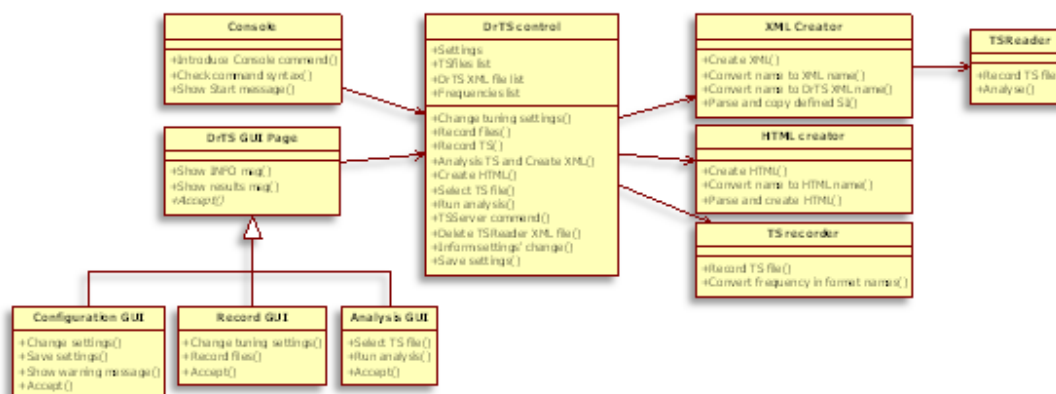 Console
+Introduce Console command()
+Check command syntax()
+Show Start message()
DrTS GUI Page
+Show INFO msg()
+Show results msg()
+Accept()
Configuration GUI
+Change settings()
+Save settings()
+Show warning message()
+Accept()
Record GUI
+Change tuning settings()
+Record files()
+Accept()
Analysis GUI
+Select TS file()
+Run analysis()
+Accept()
DrTS control
+Settings
+TSfiles list
+DrTS XML file list
+Frequencies list
+Change tuning settings()
+Record files()
+Record TS()
+Analysis TS and Create XML()
+Create HTML()
+Select TS file()
+Run analysis()
+TSServer commend()
+Delete TSReader XML file()
+Inform settings' change()
+Save settings()
XML Creator
+Create XML()
+Convert name to XML name()
+Convert name to DrTS XML name()
+Parse and copy defined SI()
HTML creator
+Create HTML()
+Convert name to HTML name()
+Parse and create HTML()
TS recorder
+Record TS file()
+Convert frequency in formet names()
TSReader
+Record TS file
+Analyse()